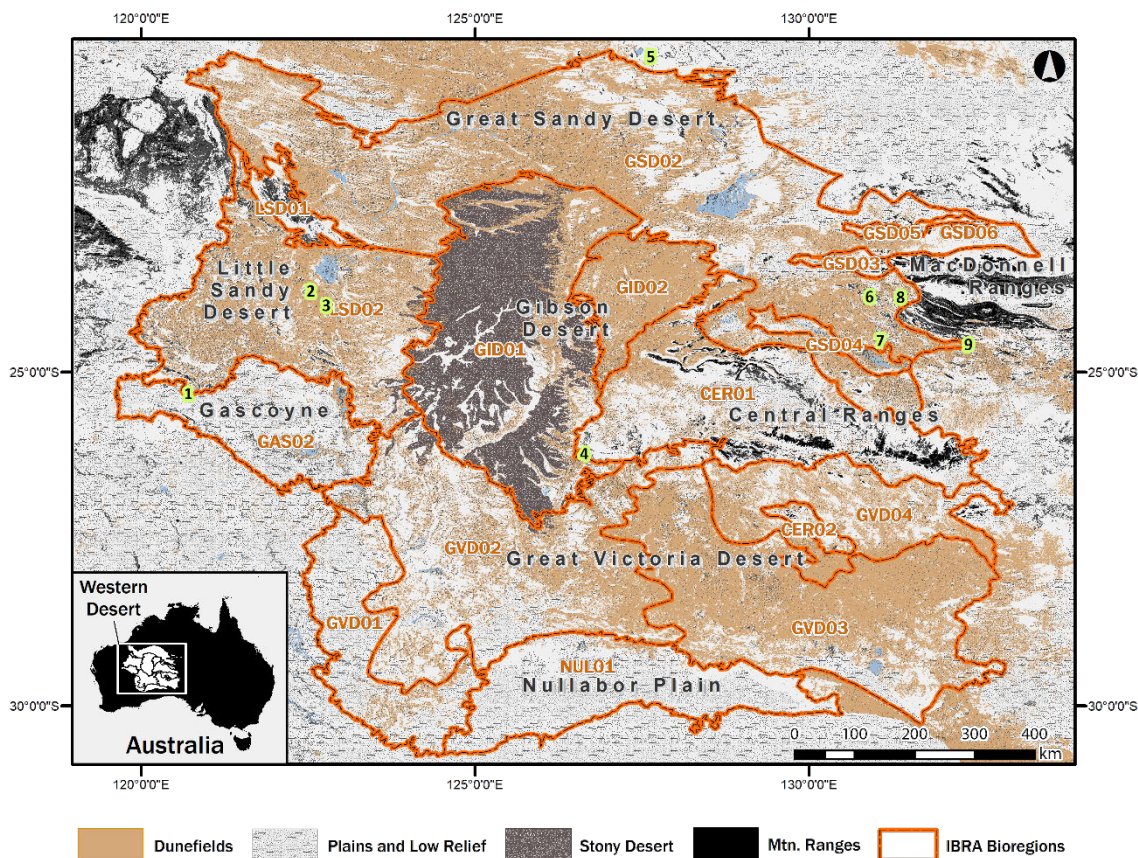 120°0'0"E
125°0'0"E
130°0'0"E
5
Great Sandy Desert
GSD02
LSD01
GSD05
GSD06
GSD03
MacDonnell
Ranges
Little
Sandy
Desert
2
3
LSD02
Gibson
Desert
GID02
6
8
GID01
7
9
GSD04
25°0'0"S
25°0'0"S
1
Gascoyne
GAS02
CER01
Central Ranges
4
GVD02
GVD04
CER02
Great Victoria Desert
GVD01
GVD03
NUL01
Nullabor Plain
30°0'0"S
30°0'0"S
Western
Desert
Australia
0
100
200
300
400
km
120°0'0"E
125°0'0"E
130°0'0"E
Dunefields
Plains and Low Relief
Stony Desert
Mtn. Ranges
IBRA Bioregions